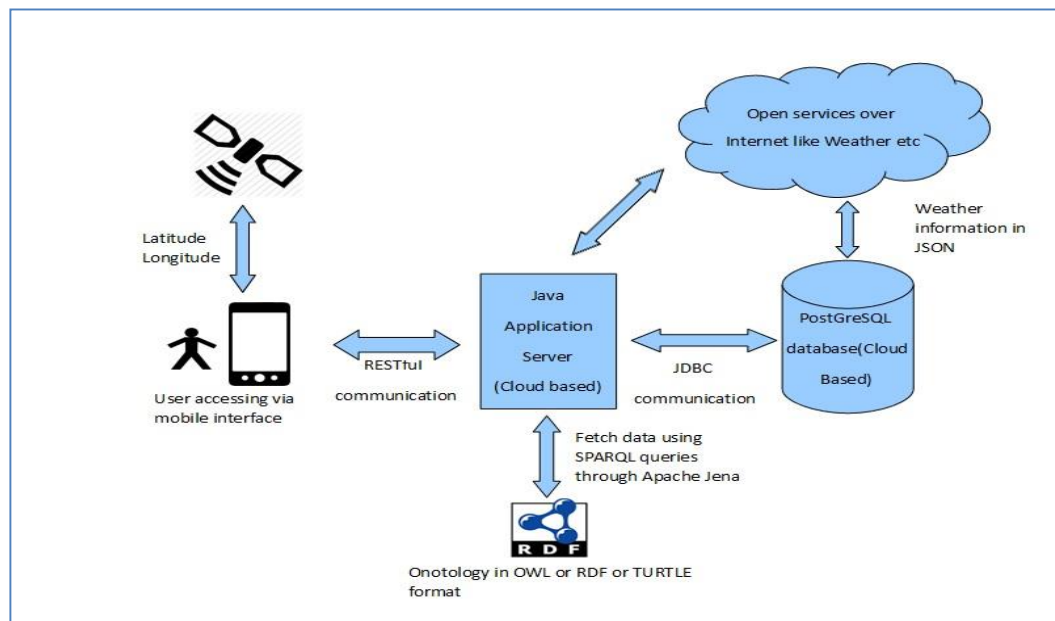 Open services over
Internet like Weather etc
Latitude
Longitude
Weather
information in
JSON
Java
Application
Server
(Cloud based)
PostGreSQL
database(Cloud
Based)
RESTful
communication
JDBC
communication
User accessing via
mobile interface
Fetch data using
SPARQL queries
through Apache Jena
RDF
Onotology in OWL or RDF or TURTLE
format